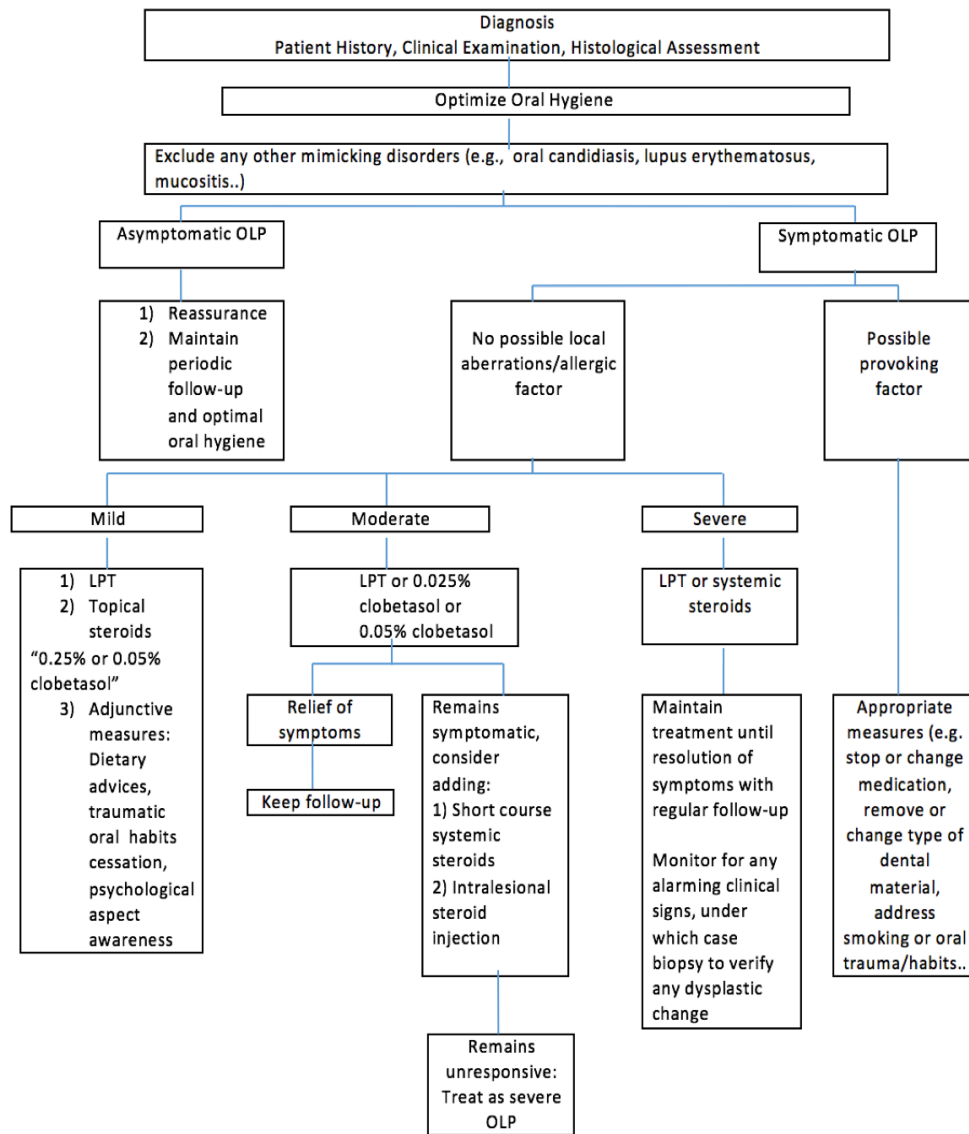 Diagnosis
Patient History, Clinical Examination, Histological Assessment
Optimize Oral Hygiene
Exclude any other mimicking disorders (e.g., oral candidiasis, lupus erythematosus,
mucositis..)
Asymptomatic OLP
Symptomatic OLP
1) Reassurance
2) Maintain
periodic
follow-up
and optimal
oral hygiene
No possible local
aberrations/allergic
factor
Possible
provoking
factor
Mild
Moderate
Severe
1) LPT
2) Topical
steroids
“0.25% or 0.05%
clobetasol”
3) Adjunctive
measures:
Dietary
advices,
traumatic
oral habits
cessation,
psychological
aspect
awareness
LPT or 0.025%
clobetasol or
0.05% clobetasol
Relief of
symptoms
Keep follow-up
Remains
symptomatic,
consider
adding:
1) Short course
systemic
steroids
2) Intralesional
steroid
injection
Remains
unresponsive:
Treat as severe
OLP
LPT or systemic
steroids
Maintain
treatment until
resolution of
symptoms with
regular follow-up
Monitor for any
alarming clinical
signs, under
which case
biopsy to verify
any dysplastic
change
Appropriate
measures (e.g.
stop or change
medication,
remove or
change type of
dental
material,
address
smoking or oral
trauma/habits..